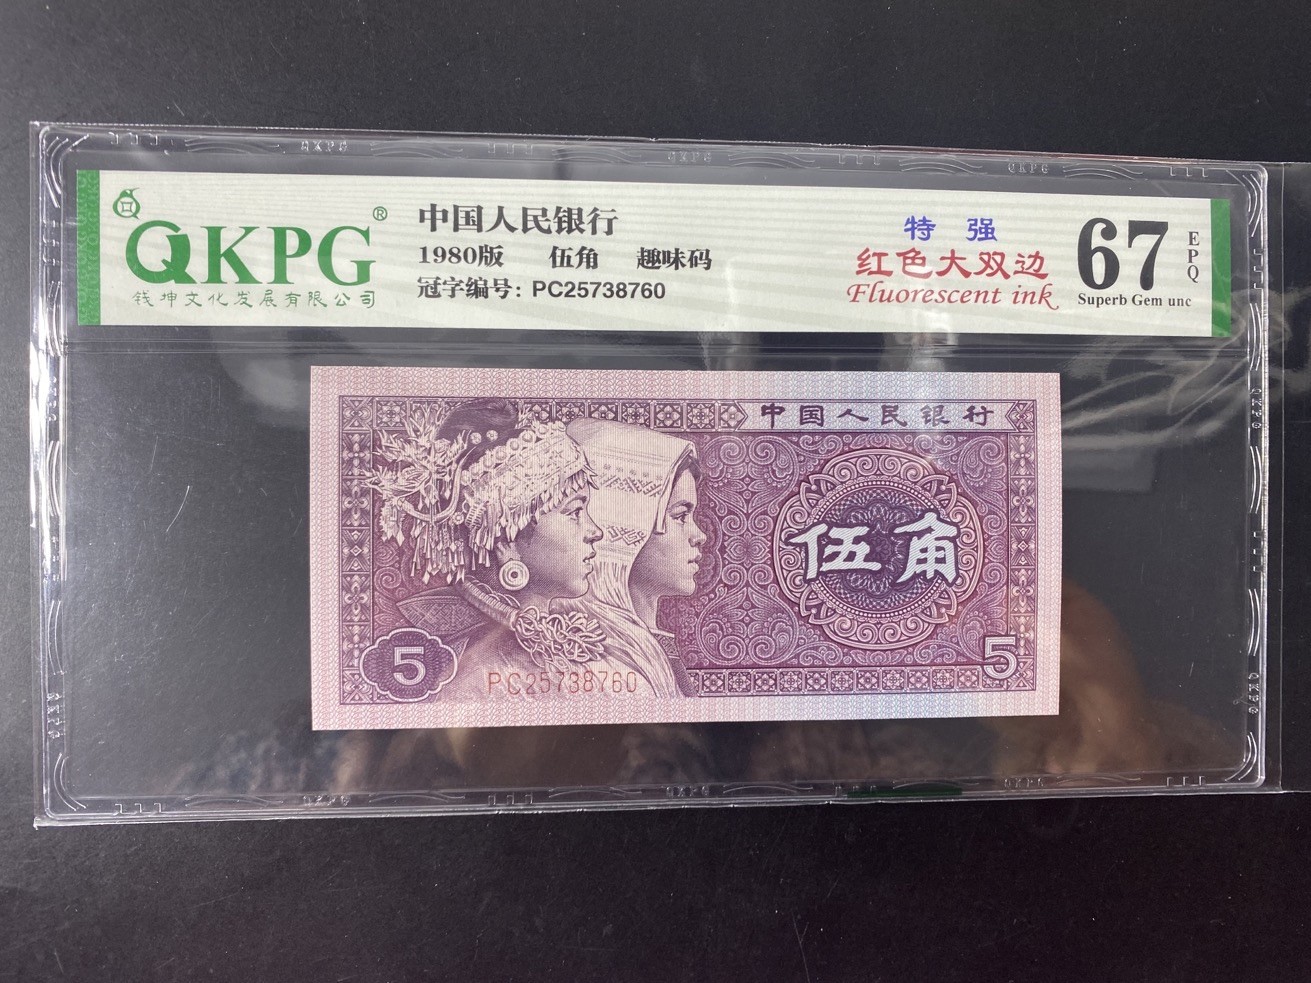 QKPG®
钱坤文化发展有限公司
中国人民银行
1980版 伍角 趣味码
冠字编号: PC25738760
特强
红色大双边
Fluorescent ink
67
EPQ
Superb Gem unc
中国人民银行
伍角
5
PC25738760
5